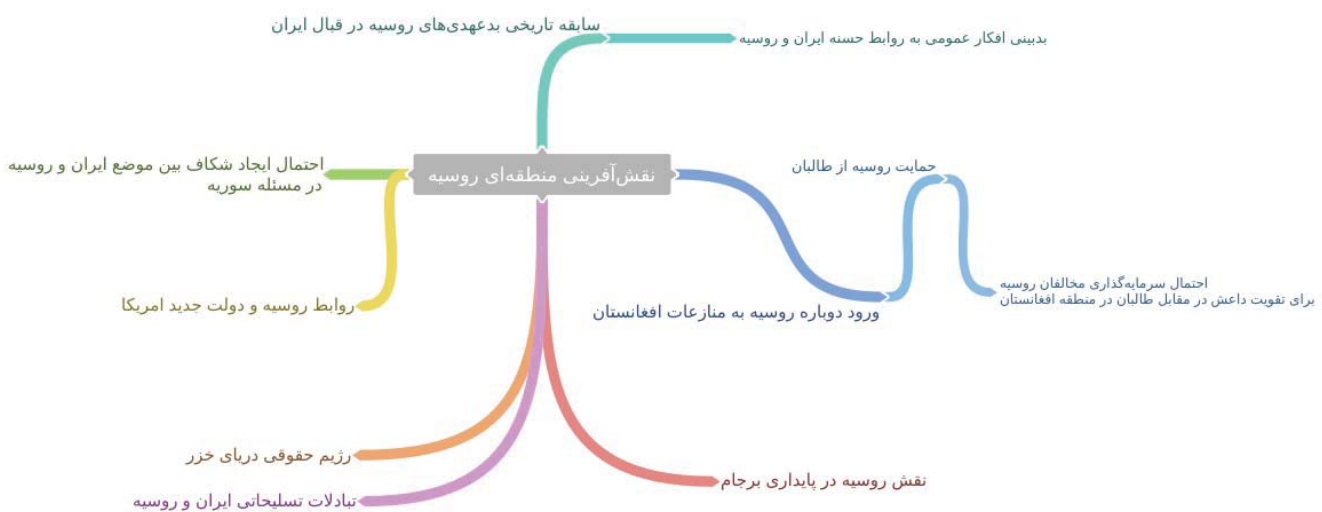 سابقه تاریخی بدعهدی‌های روسیه در قبال ایران
بدبینی افکار عمومی به روابط حسنه ایران و روسیه
نقش‌آفرینی منطقه‌ای روسیه
حمایت روسیه از طالبان
احتمال ایجاد شکاف بین موضع ایران و روسیه
در مسئله سوریه
احتمال سرمایه‌گذاری مخالفان روسیه
برای تقویت داعش در مقابل طالبان در منطقه افغانستان
ورود دوباره روسیه به منازعات افغانستان
روابط روسیه و دولت جدید امریکا
رژیم حقوقی دریای خزر
نقش روسیه در پایداری برجام
تبادلات تسلیحاتی ایران و روسیه